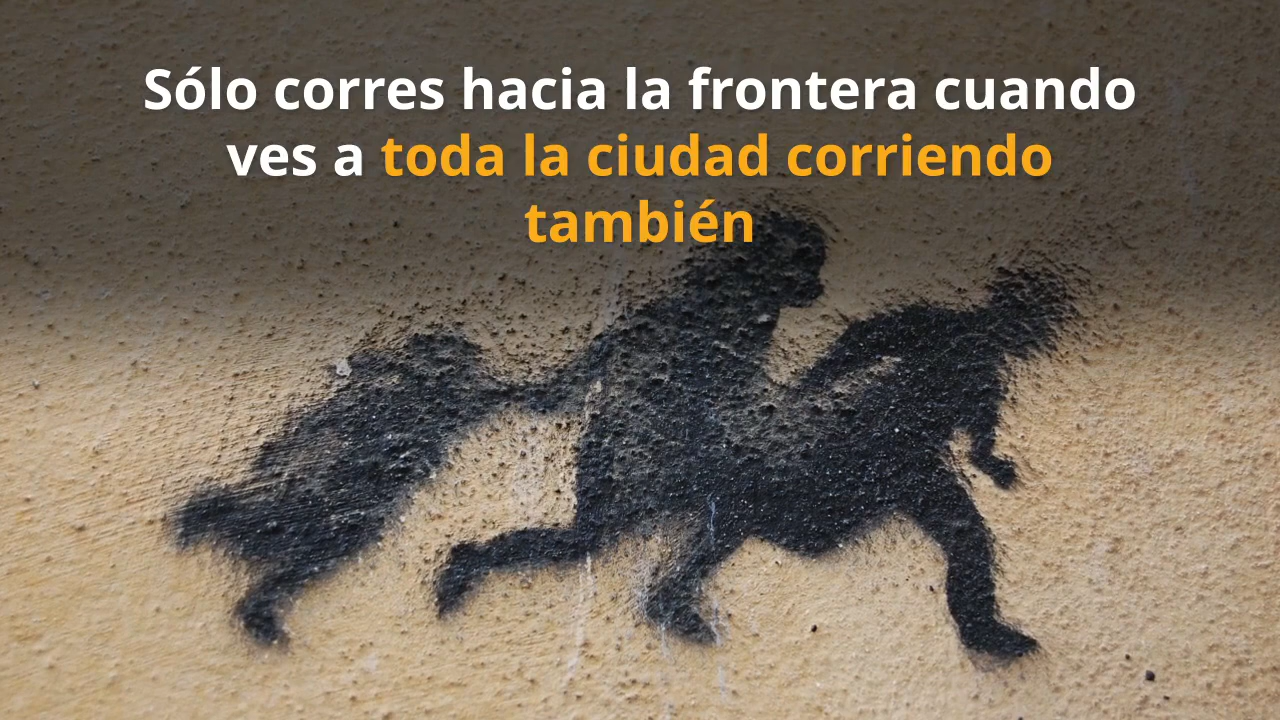 Sólo corres hacia la frontera cuando
ves a toda la ciudad corriendo
también